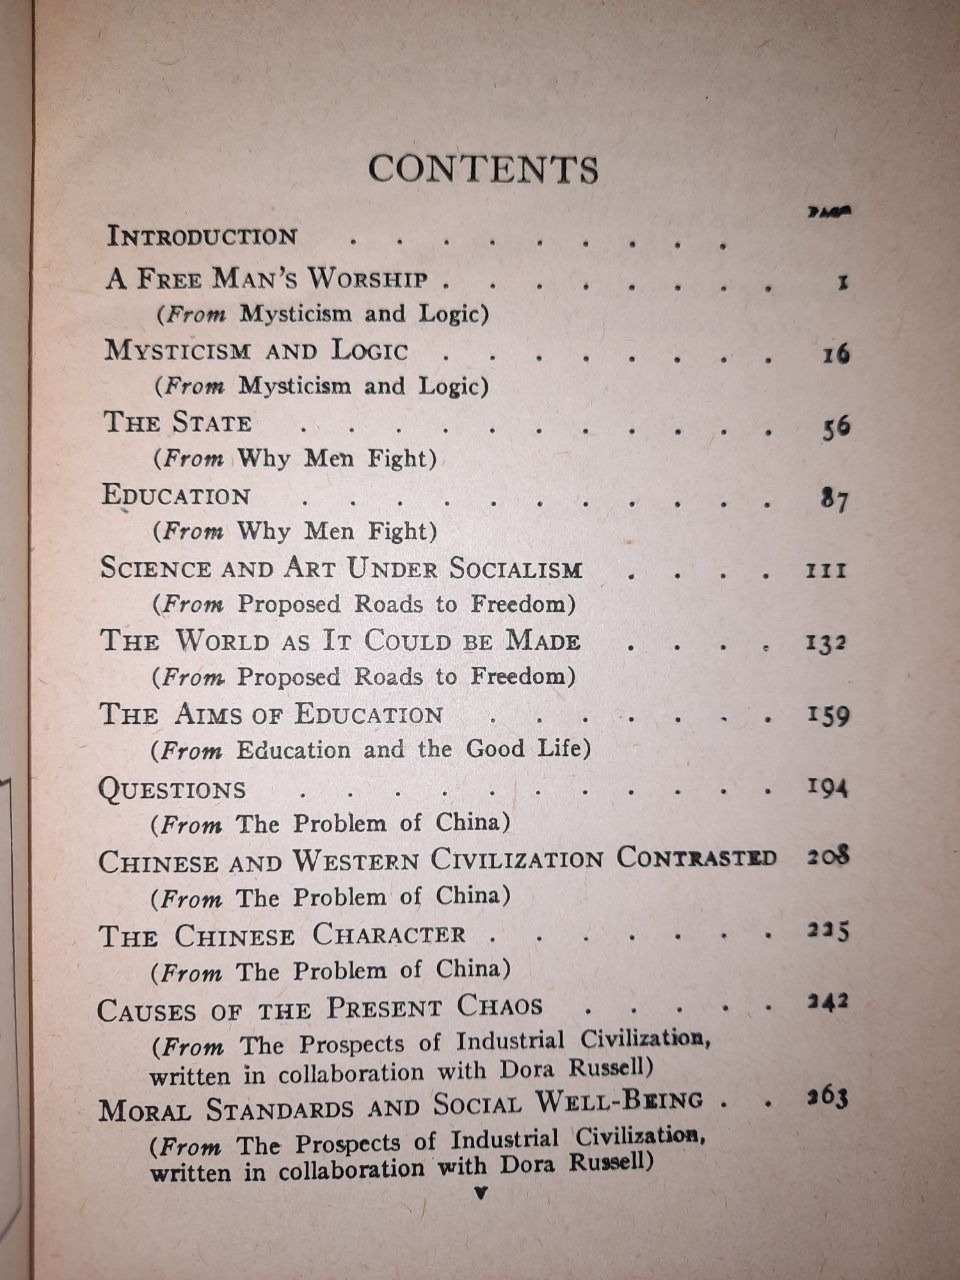 CONTENTS
PAGE
INTRODUCTION . . . . . . . . .
A FREE MAN'S WORSHIP . . . . . . . . 1
(From Mysticism and Logic)
MYSTICISM AND LOGIC . . . . . . . . 16
(From Mysticism and Logic)
THE STATE . . . . . . . . . . . 56
(From Why Men Fight)
EDUCATION . . . . . . . . . . . 87
(From Why Men Fight)
SCIENCE AND ART UNDER SOCIALISM . . . . 111
(From Proposed Roads to Freedom)
THE WORLD AS IT COULD BE MADE . . . . 132
(From Proposed Roads to Freedom)
THE AIMS OF EDUCATION . . . . . . . 159
(From Education and the Good Life)
QUESTIONS . . . . . . . . . . . 194
(From The Problem of China)
CHINESE AND WESTERN CIVILIZATION CONTRASTED 208
(From The Problem of China)
THE CHINESE CHARACTER . . . . . . . 225
(From The Problem of China)
CAUSES OF THE PRESENT CHAOS . . . . . 242
(From The Prospects of Industrial Civilization,
written in collaboration with Dora Russell)
MORAL STANDARDS AND SOCIAL WELL-BEING . . 263
(From The Prospects of Industrial Civilization,
written in collaboration with Dora Russell)
v